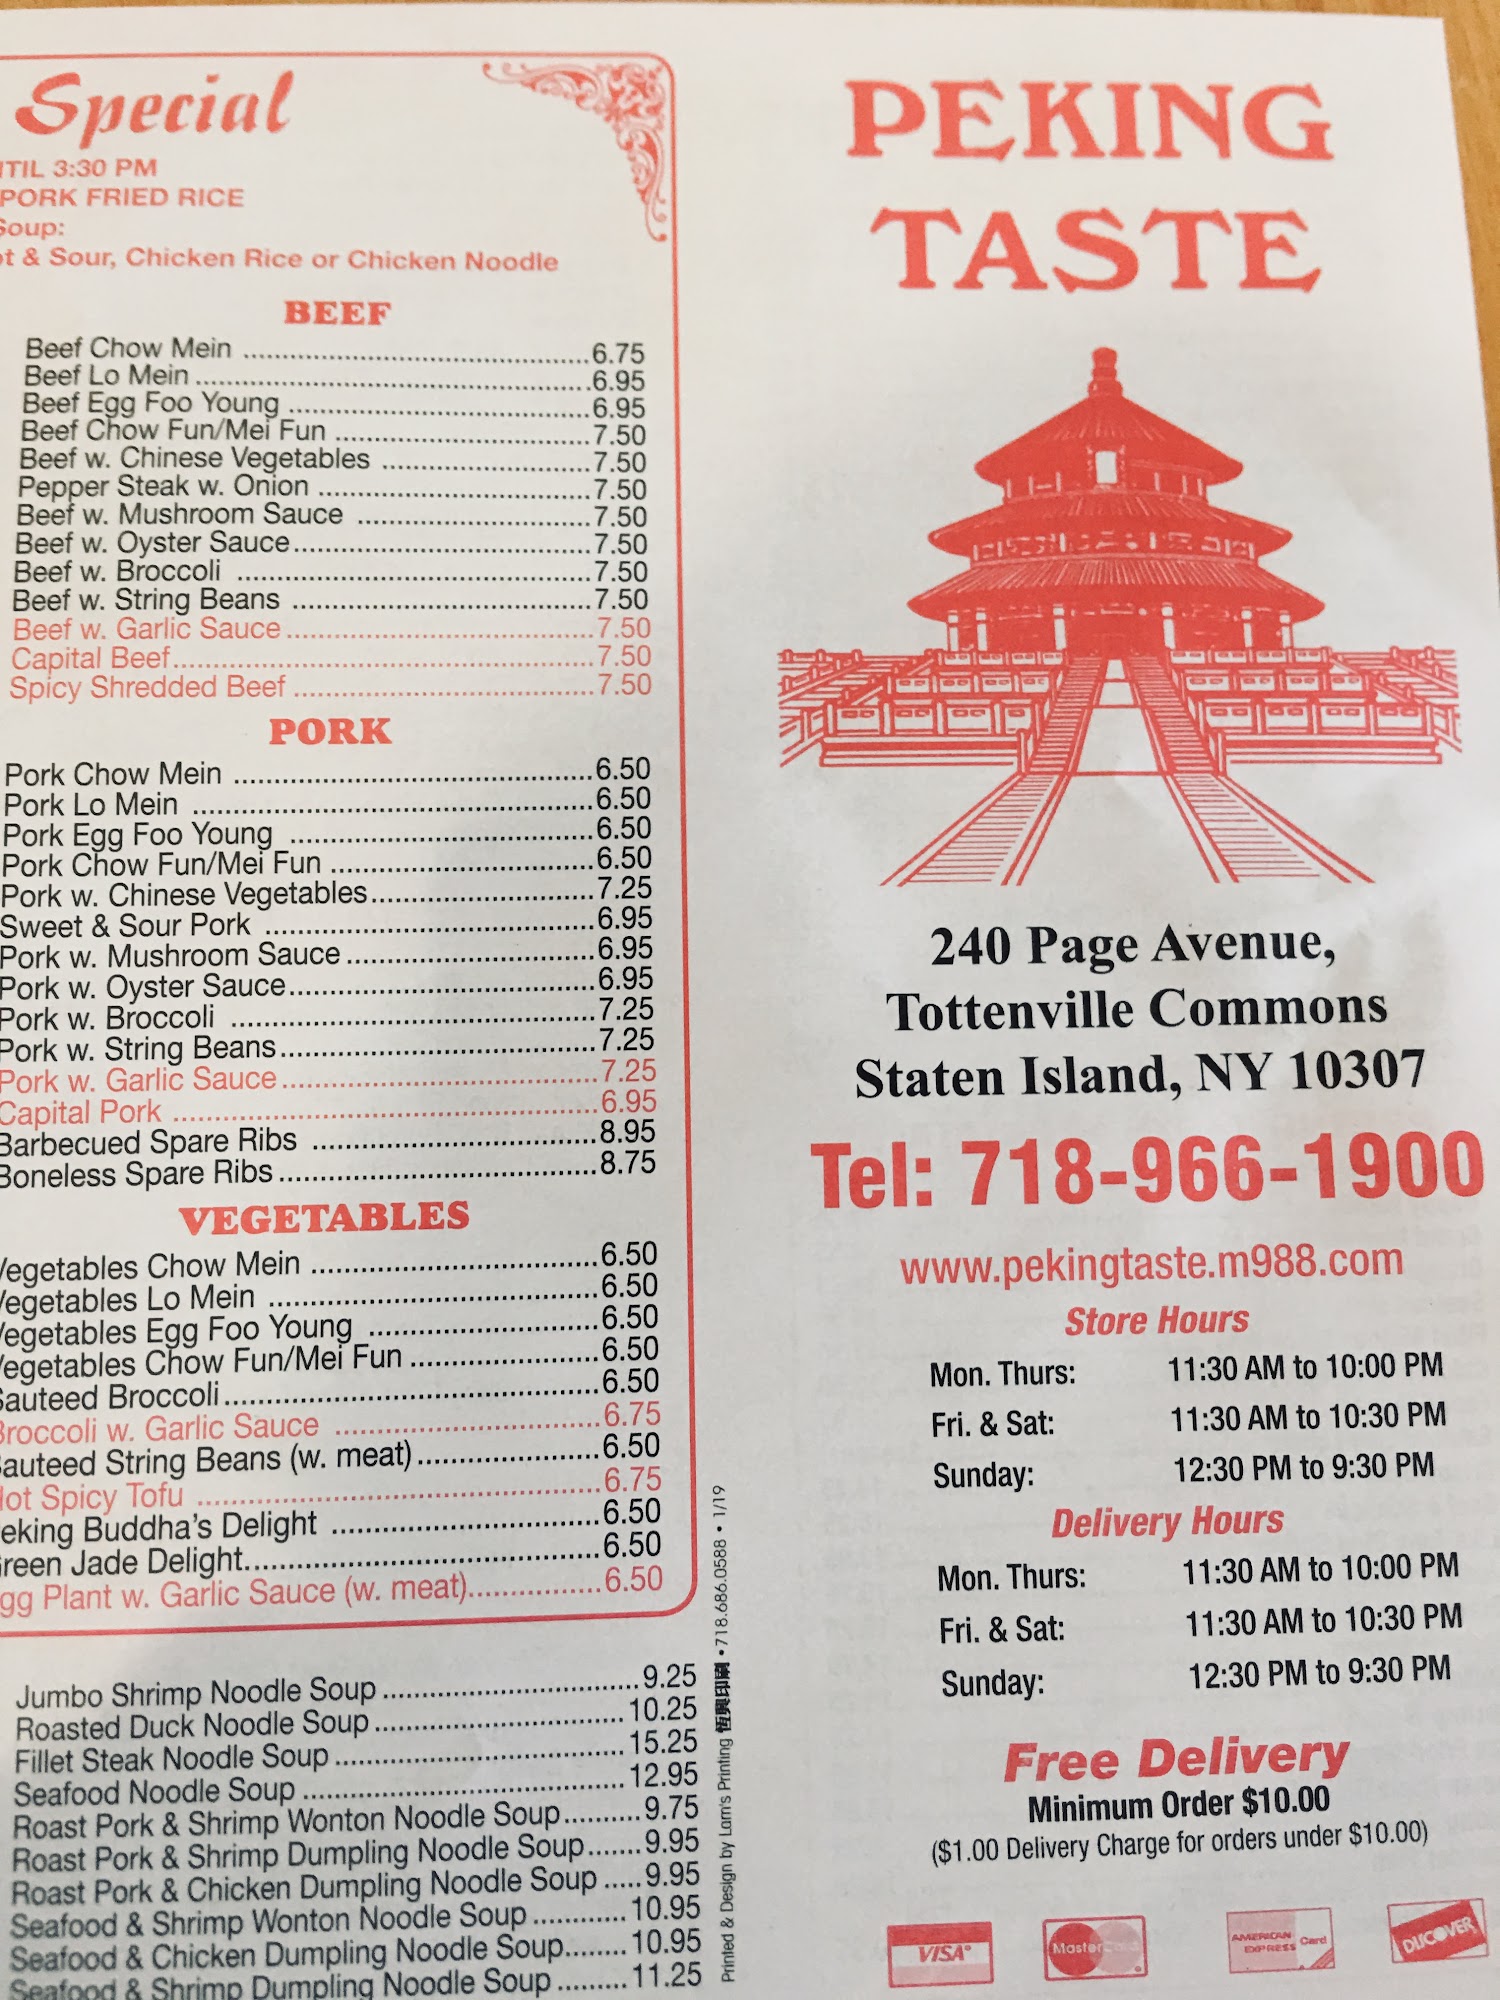 Special
TIL 3:30 PM
PORK FRIED RICE
Soup:
ot & Sour, Chicken Rice or Chicken Noodle
BEEF
Beef Chow Mein ........ 6.75
Beef Lo Mein ........ 6.95
Beef Egg Foo Young ........ 6.95
Beef Chow Fun/Mei Fun ........ 7.50
Beef w. Chinese Vegetables ........ 7.50
Pepper Steak w. Onion ........ 7.50
Beef w. Mushroom Sauce ........ 7.50
Beef w. Oyster Sauce ........ 7.50
Beef w. Broccoli ........ 7.50
Beef w. String Beans ........ 7.50
Beef w. Garlic Sauce ........ 7.50
Capital Beef ........ 7.50
Spicy Shredded Beef ........ 7.50
PORK
Pork Chow Mein ........ 6.50
Pork Lo Mein ........ 6.50
Pork Egg Foo Young ........ 6.50
Pork Chow Fun/Mei Fun ........ 6.50
Pork w. Chinese Vegetables ........ 7.25
Sweet & Sour Pork ........ 6.95
Pork w. Mushroom Sauce ........ 6.95
Pork w. Oyster Sauce ........ 6.95
Pork w. Broccoli ........ 7.25
Pork w. String Beans ........ 7.25
Pork w. Garlic Sauce ........ 7.25
Capital Pork ........ 6.95
Barbecued Spare Ribs ........ 8.95
Boneless Spare Ribs ........ 8.75
VEGETABLES
Vegetables Chow Mein ........ 6.50
Vegetables Lo Mein ........ 6.50
Vegetables Egg Foo Young ........ 6.50
Vegetables Chow Fun/Mei Fun ........ 6.50
Sauteed Broccoli ........ 6.50
Broccoli w. Garlic Sauce ........ 6.75
auteed String Beans (w. meat) ........ 6.50
Hot Spicy Tofu ........ 6.75
eking Buddha's Delight ........ 6.50
reen Jade Delight ........ 6.50
gg Plant w. Garlic Sauce (w. meat) ........ 6.50
Jumbo Shrimp Noodle Soup ........ 9.25
Roasted Duck Noodle Soup ........ 10.25
Fillet Steak Noodle Soup ........ 15.25
Seafood Noodle Soup ........ 12.95
Roast Pork & Shrimp Wonton Noodle Soup ........ 9.75
Roast Pork & Shrimp Dumpling Noodle Soup ........ 9.95
Roast Pork & Chicken Dumpling Noodle Soup ........ 9.95
Seafood & Shrimp Wonton Noodle Soup ........ 10.95
Seafood & Chicken Dumpling Noodle Soup ........ 10.95
Seafood & Shrimp Dumpling Noodle Soup ........ 11.25
Printed & Design by Lam's Printing 恆興印刷 • 718.686.0588 • 1/19
PEKING
TASTE
240 Page Avenue,
Tottenville Commons
Staten Island, NY 10307
Tel: 718-966-1900
www.pekingtaste.m988.com
Store Hours
Mon. Thurs: 11:30 AM to 10:00 PM
Fri. & Sat: 11:30 AM to 10:30 PM
Sunday: 12:30 PM to 9:30 PM
Delivery Hours
Mon. Thurs: 11:30 AM to 10:00 PM
Fri. & Sat: 11:30 AM to 10:30 PM
Sunday: 12:30 PM to 9:30 PM
Free Delivery
Minimum Order $10.00
($1.00 Delivery Charge for orders under $10.00)
VISA
MasterCard
AMERICAN EXPRESS Card
DISCOVER